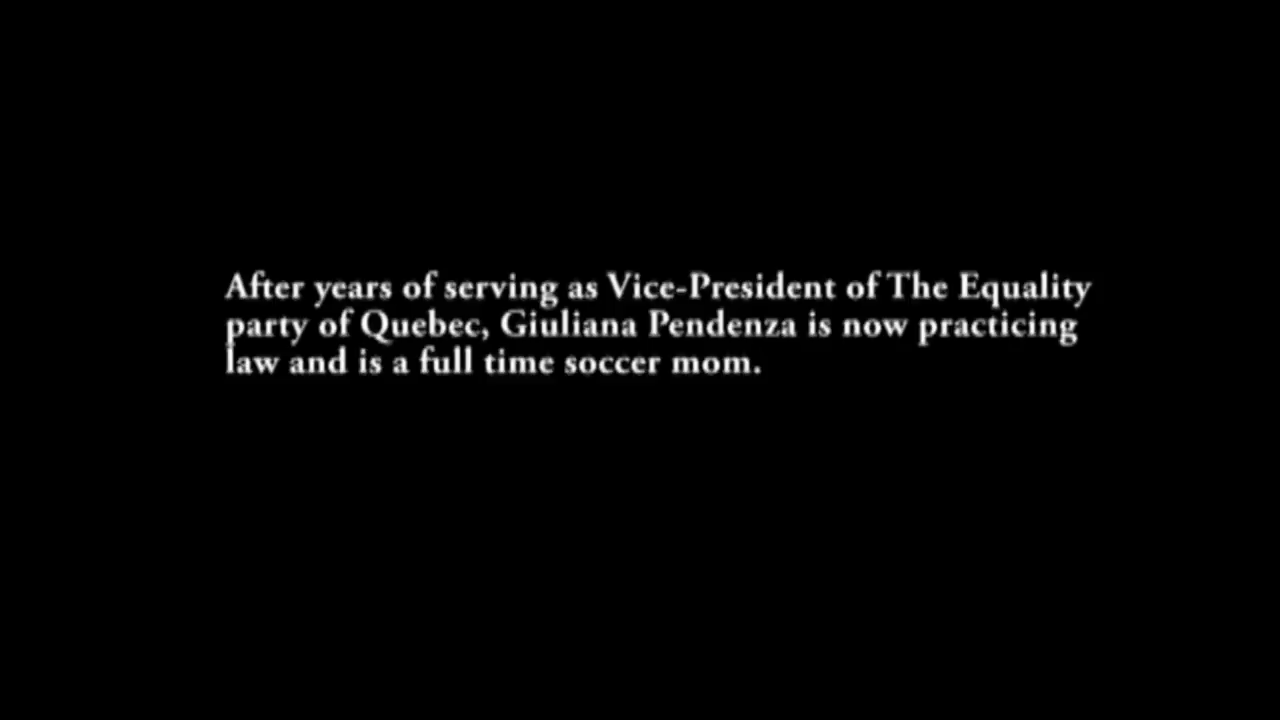 After years of serving as Vice-President of The Equality
party of Quebec, Giuliana Pendenza is now practicing
law and is a full time soccer mom.